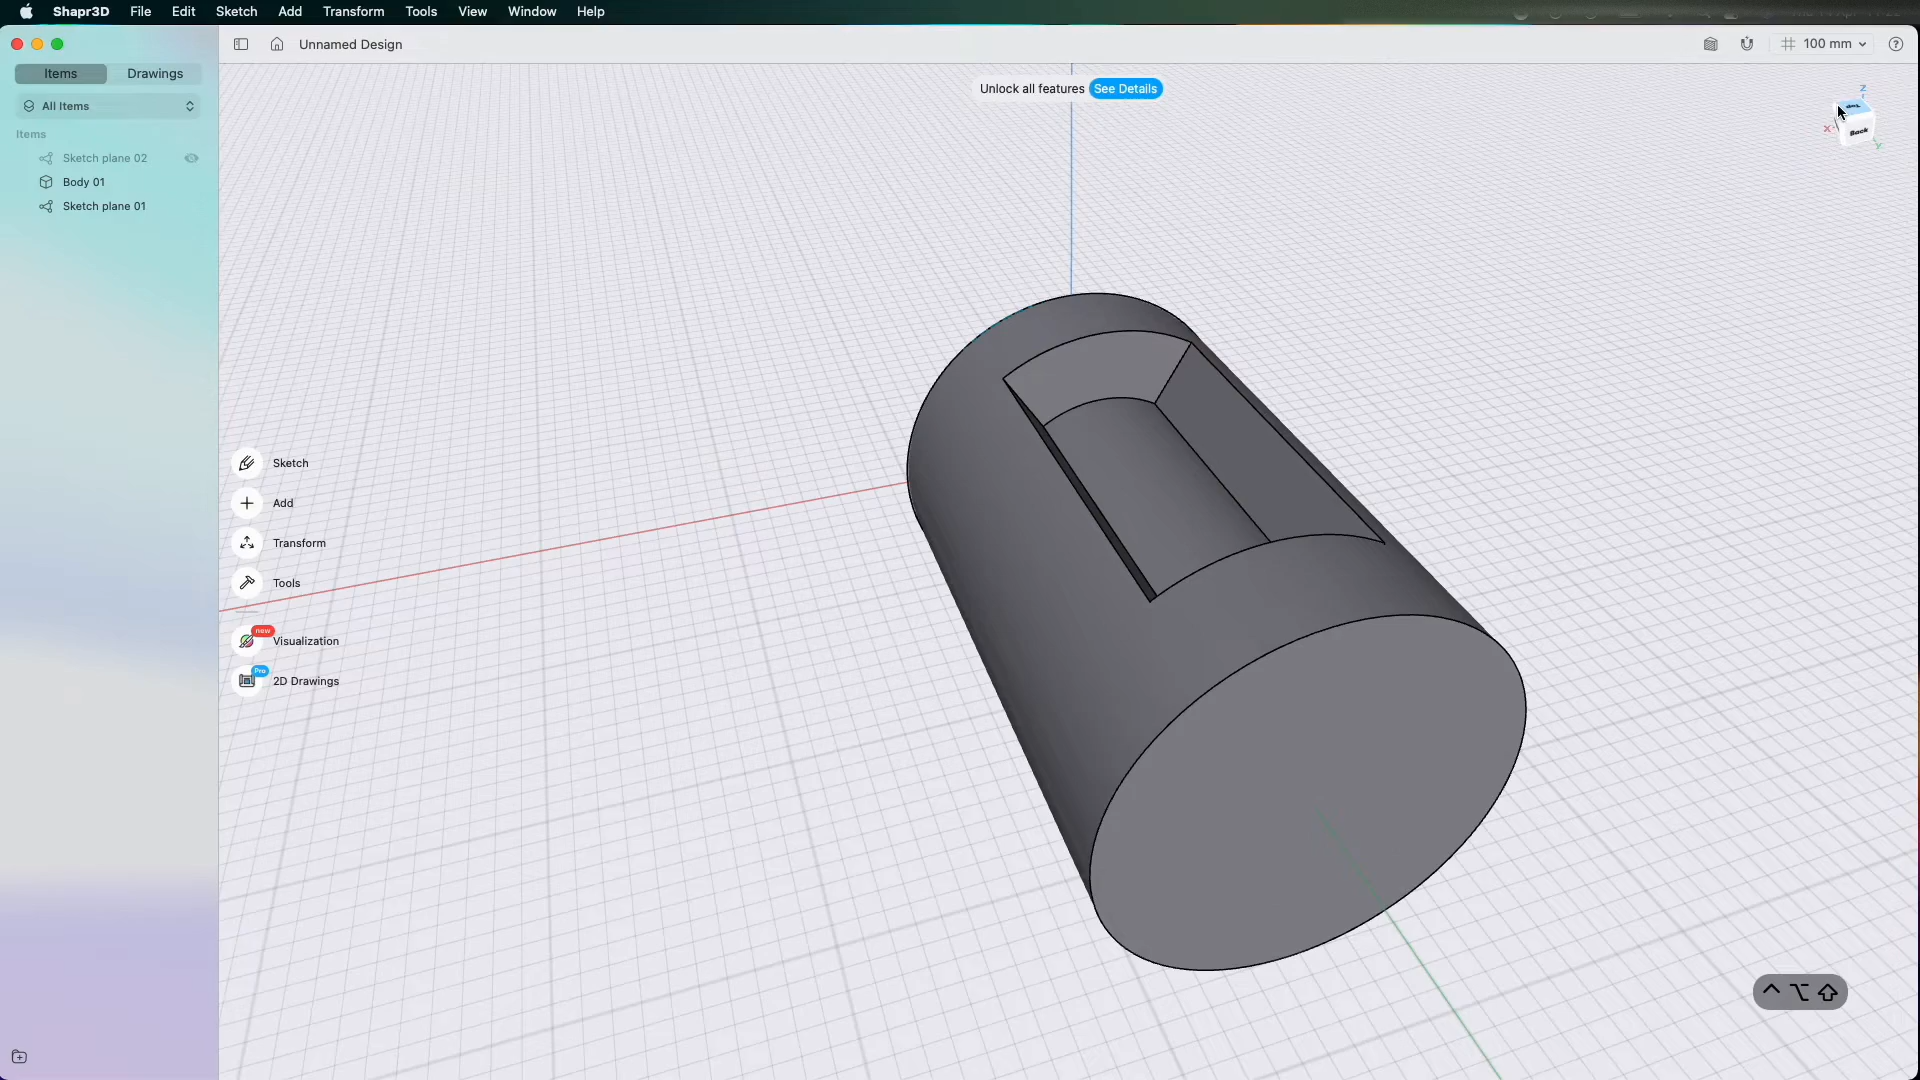 Shapr3D File Edit Sketch Add Transform Tools View Window Help
Unnamed Design
100 mm
Items Drawings
Unlock all features See Details
All Items
Items
Sketch plane 02
Body 01
Sketch plane 01
Z
Top
X
Back
Y
Sketch
Add
Transform
Tools
new
Visualization
Pro
2D Drawings